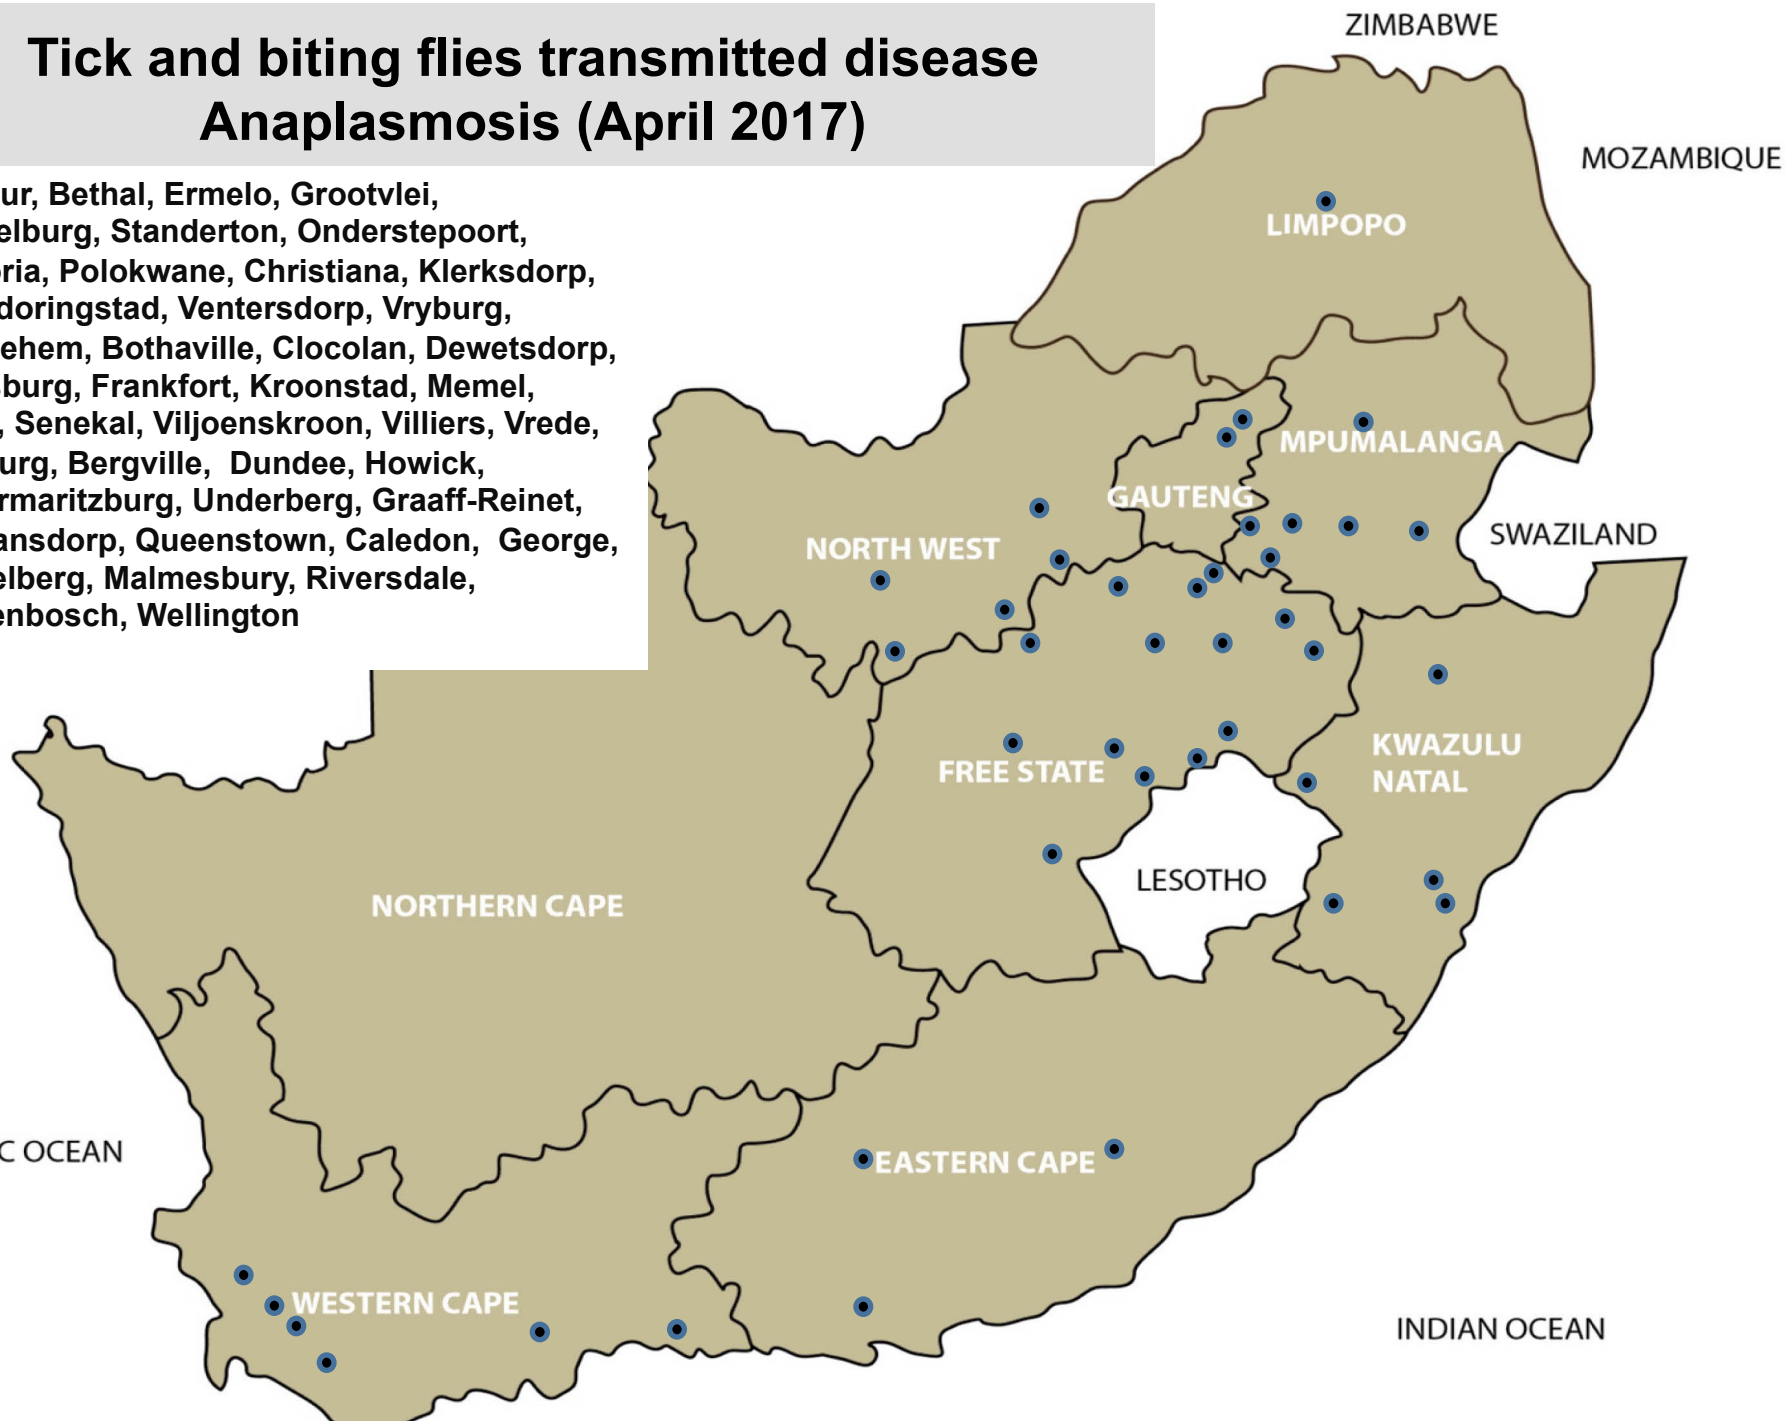 Tick and biting flies transmitted disease
Anaplasmosis (April 2017)
ur, Bethal, Ermelo, Grootvlei,
elburg, Standerton, Onderstepoort,
ria, Polokwane, Christiana, Klerksdorp,
doringstad, Ventersdorp, Vryburg,
ehem, Bothaville, Clocolan, Dewetsdorp,
burg, Frankfort, Kroonstad, Memel,
, Senekal, Viljoenskroon, Villiers, Vrede,
urg, Bergville, Dundee, Howick,
rmaritzburg, Underberg, Graaff-Reinet,
ansdorp, Queenstown, Caledon, George,
elberg, Malmesbury, Riversdale,
enbosch, Wellington
ZIMBABWE
MOZAMBIQUE
LIMPOPO
MPUMALANGA
GAUTENG
SWAZILAND
NORTH WEST
KWAZULU
NATAL
FREE STATE
LESOTHO
NORTHERN CAPE
C OCEAN
EASTERN CAPE
WESTERN CAPE
INDIAN OCEAN